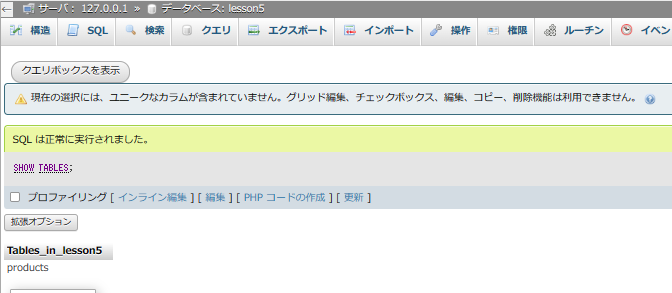 サーバ： 127.0.0.1 » データベース: lesson5
構造 SQL 検索 クエリ エクスポート インポート 操作 権限 ルーチン イベン
クエリボックスを表示
現在の選択には、ユニークなカラムが含まれていません。グリッド編集、チェックボックス、編集、コピー、削除機能は利用できません。
SQL は正常に実行されました。
SHOW TABLES;
プロファイリング [ インライン編集 ] [ 編集 ] [ PHP コードの作成 ] [ 更新 ]
拡張オプション
Tables_in_lesson5
products